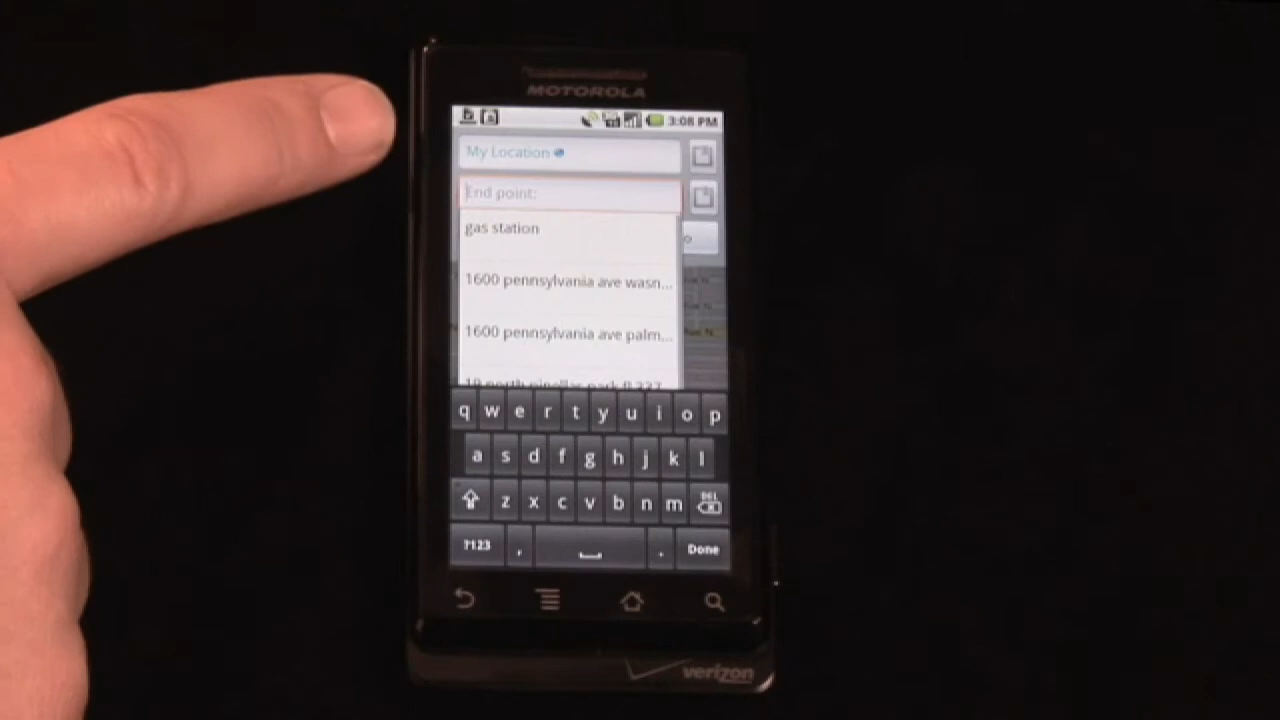 MOTOROLA
3:08 PM
My Location
End point:
gas station
1600 pennsylvania ave wasn...
1600 pennsylvania ave palm...
q w e r t y u i o p
a s d f g h j k l
z x c v b n m DEL
?123 , . Done
verizon